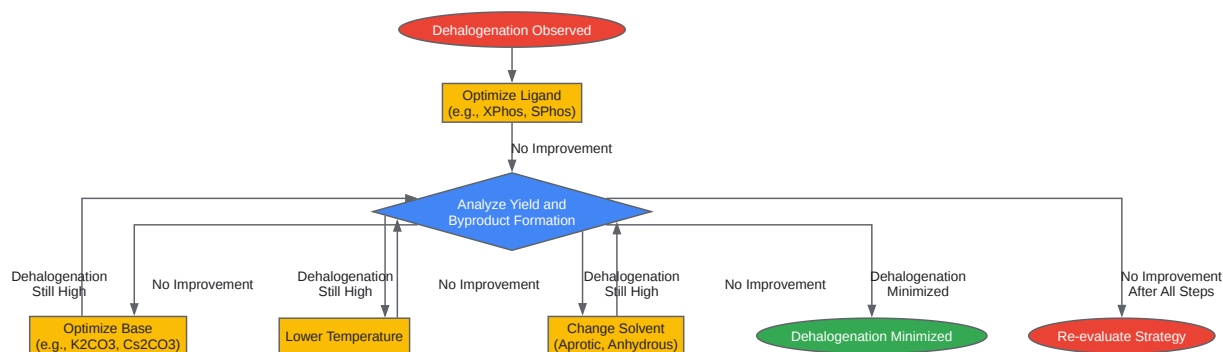 Dehalogenation Observed
Optimize Ligand
(e.g., XPhos, SPhos)
No Improvement
Analyze Yield and
Byproduct Formation
Dehalogenation
Still High
No Improvement
Dehalogenation
Still High
No Improvement
Dehalogenation
Still High
No Improvement
Dehalogenation
Minimized
No Improvement
After All Steps
Optimize Base
(e.g., K2CO3, Cs2CO3)
Lower Temperature
Change Solvent
(Aprotic, Anhydrous)
Dehalogenation Minimized
Re-evaluate Strategy